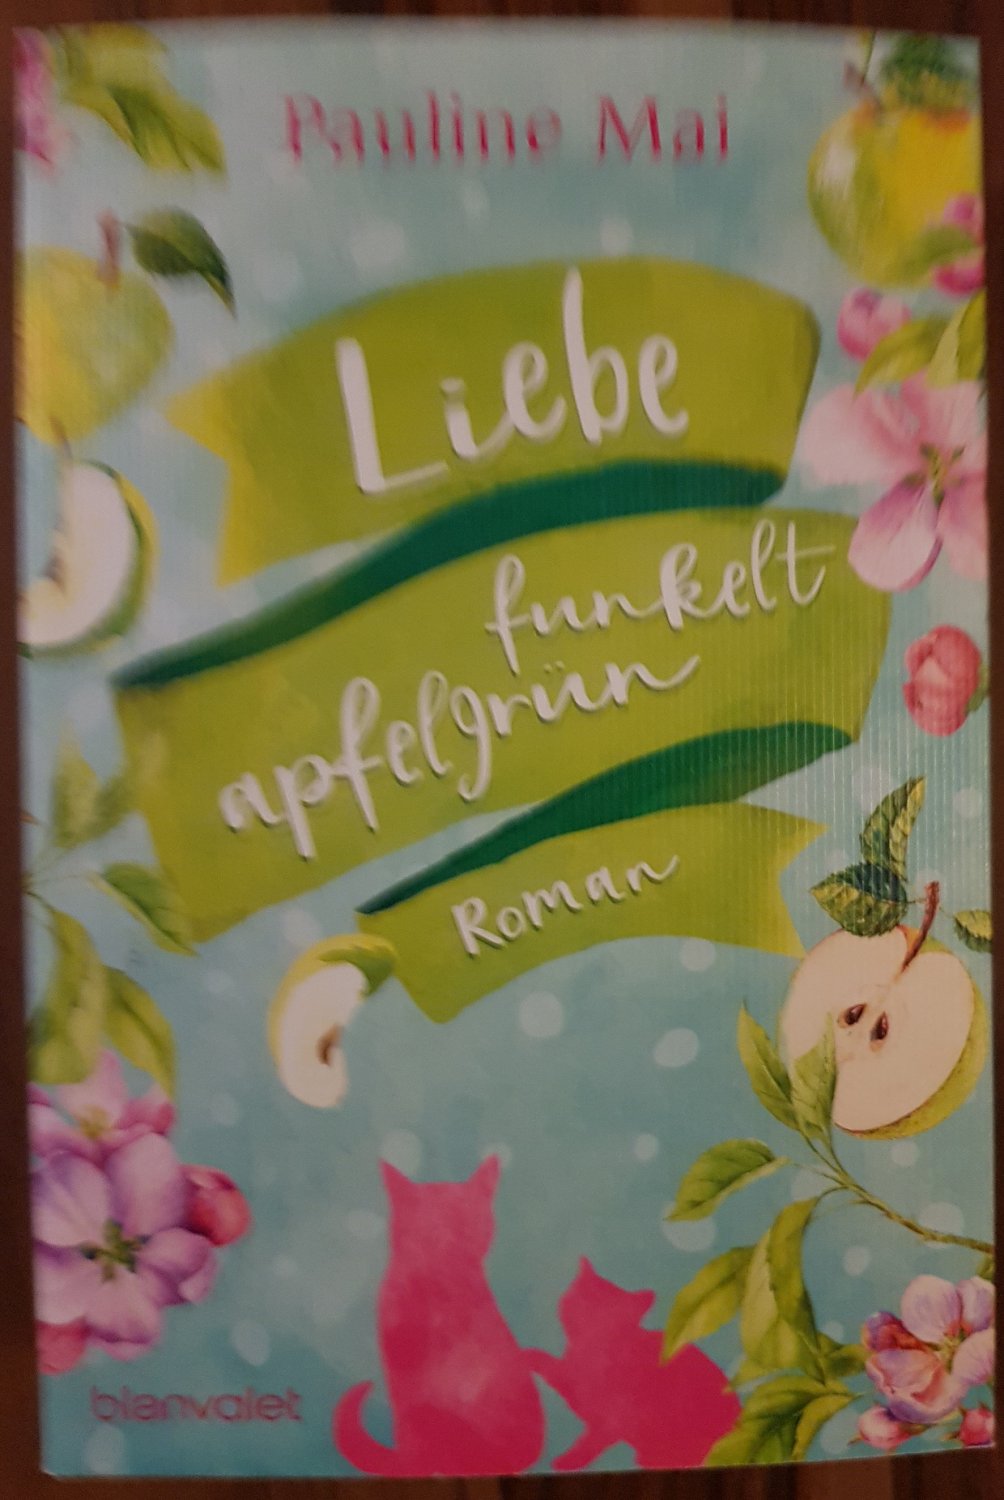 Pauline Mai
Liebe
funkelt
apfelgrün
Roman
blanvalet